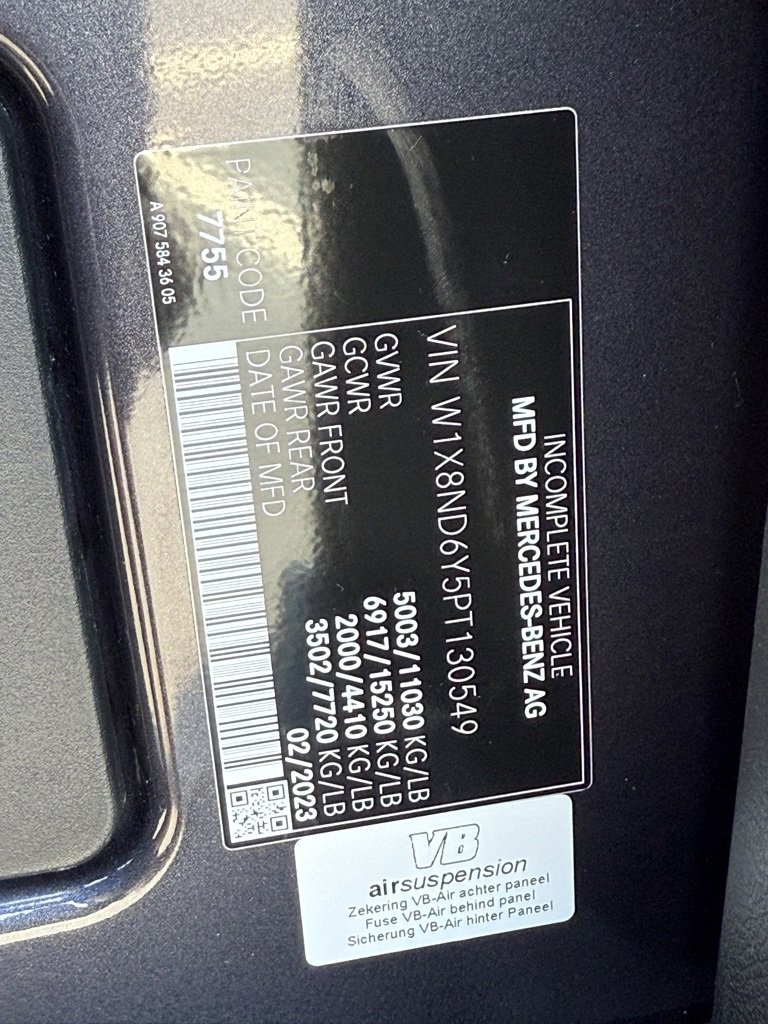 INCOMPLETE VEHICLE
MFD BY MERCEDES-BENZ AG
VIN W1X8ND6Y5PT130549
GVWR 5003/11030 KG/LB
GCWR 6917/15250 KG/LB
GAWR FRONT 2000/4410 KG/LB
GAWR REAR 3502/7720 KG/LB
DATE OF MFD 02/2023
PAINT CODE
7755
A 907 584 36 05
VB
airsuspension
Zekering VB-Air achter paneel
Fuse VB-Air behind panel
Sicherung VB-Air hinter Paneel